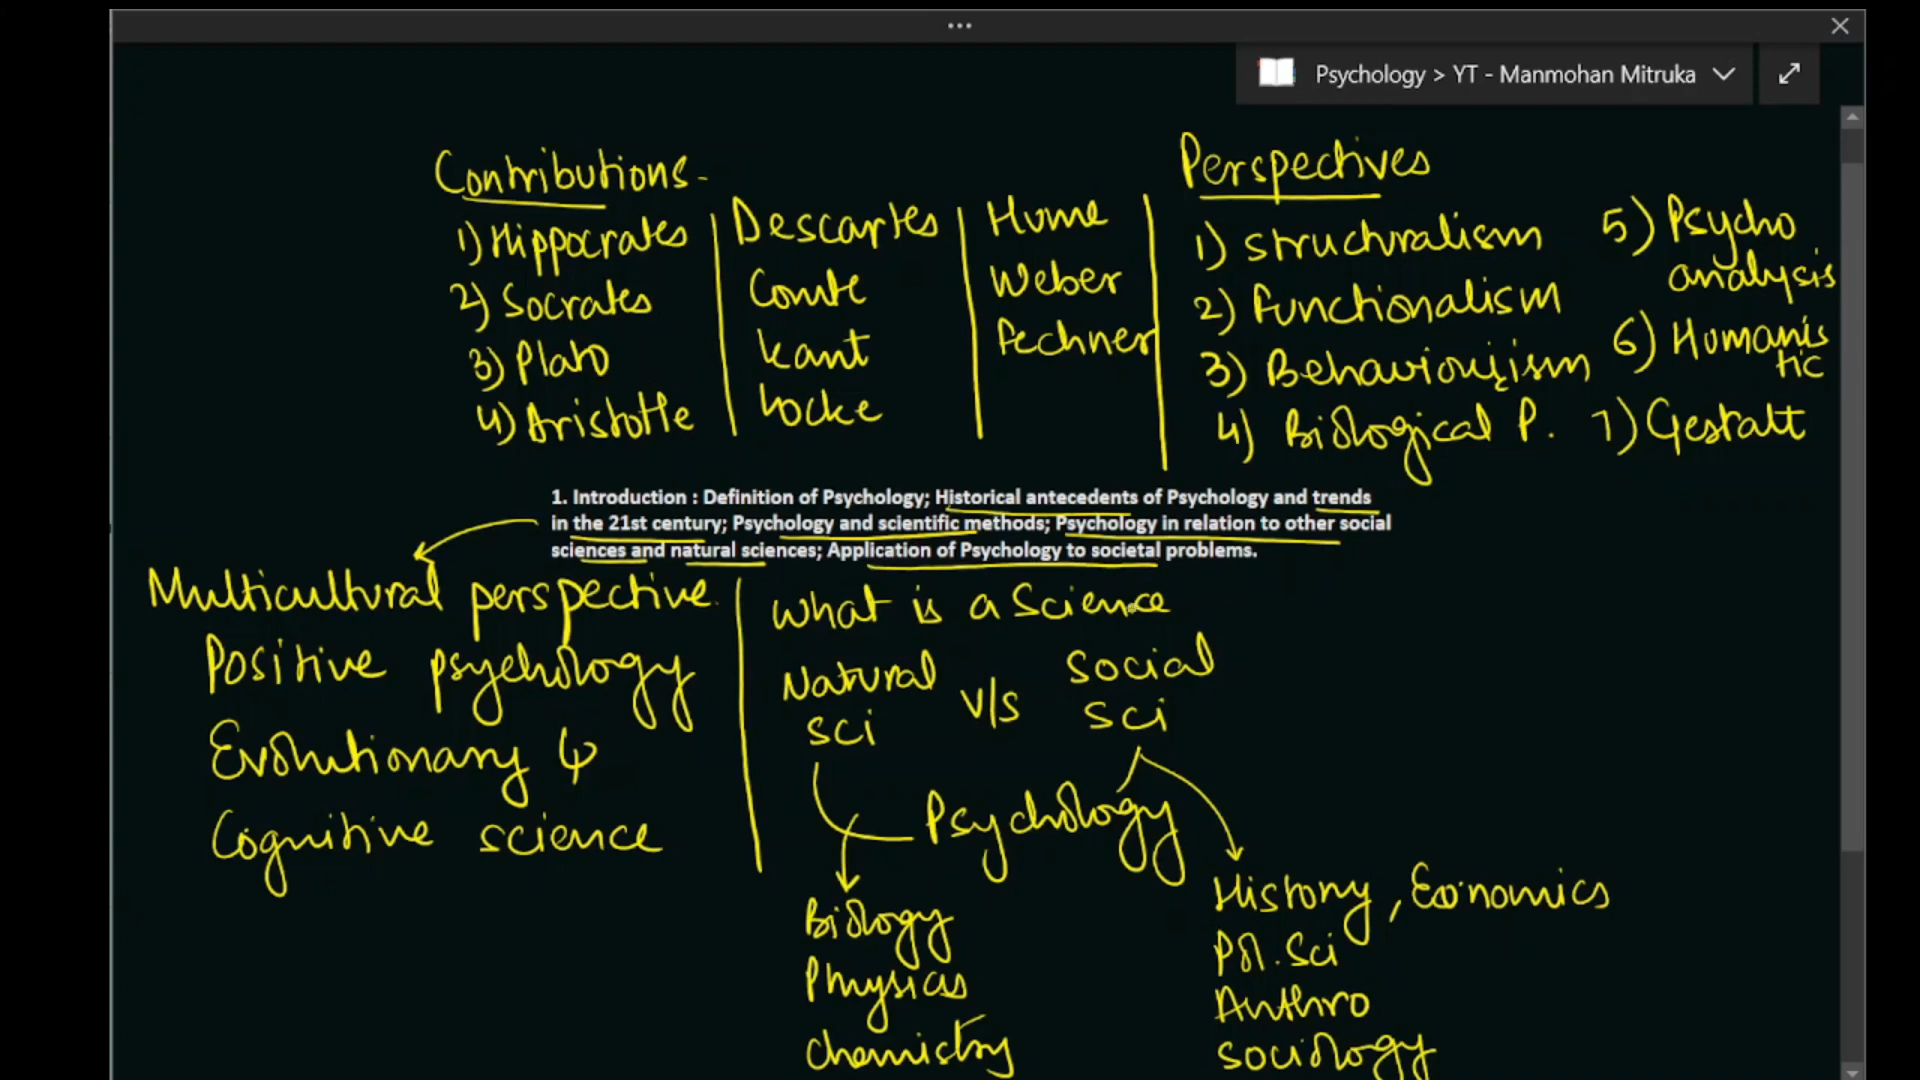 Psychology > YT - Manmohan Mitruka
Contributions -
1) Hippocrates
2) Socrates
3) Plato
4) Aristotle
Descartes
Comte
Kant
Locke
Hume
Weber
Fechner
Perspectives
1) Structuralism
2) Functionalism
3) Behaviourism
4) Biological P.
5) Psycho
analysis
6) Humanis
tic
7) Gestalt
1. Introduction : Definition of Psychology; Historical antecedents of Psychology and trends
in the 21st century; Psychology and scientific methods; Psychology in relation to other social
sciences and natural sciences; Application of Psychology to societal problems.
Multicultural perspective.
Positive psychology
Evolutionary ψ
Cognitive science
What is a Science
Natural
Sci
v/s
Social
Sci
Psychology
Biology
Physics
Chemistry
History, Economics
Pol. Sci
Anthro
Sociology